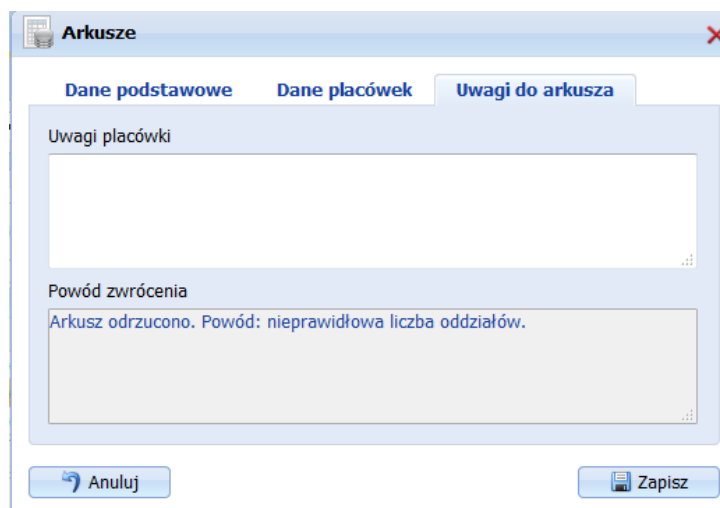 Arkusze
Dane podstawowe Dane placówek Uwagi do arkusza
Uwagi placówki
Powód zwrócenia
Arkusz odrzucono. Powód: nieprawidłowa liczba oddziałów.
Anuluj Zapisz